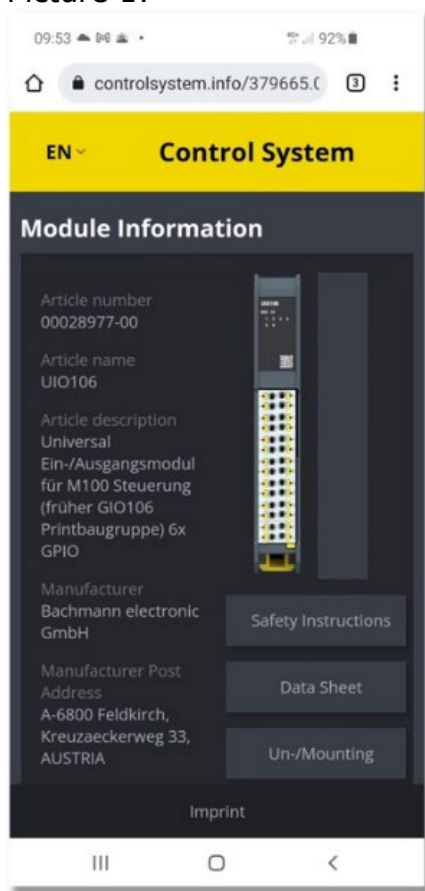 Picture 1:
09:53
92%
controlsystem.info/379665.0
3
EN
Control System
Module Information
Article number
00028977-00
Article name
UIO106
Article description
Universal
Ein-/Ausgangsmodul
für M100 Steuerung
(früher GIO106
Printbaugruppe) 6x
GPIO
Manufacturer
Bachmann electronic
GmbH
Manufacturer Post
Address
A-6800 Feldkirch,
Kreuzaeckerweg 33,
AUSTRIA
UIO106
Safety Instructions
Data Sheet
Un-/Mounting
Imprint